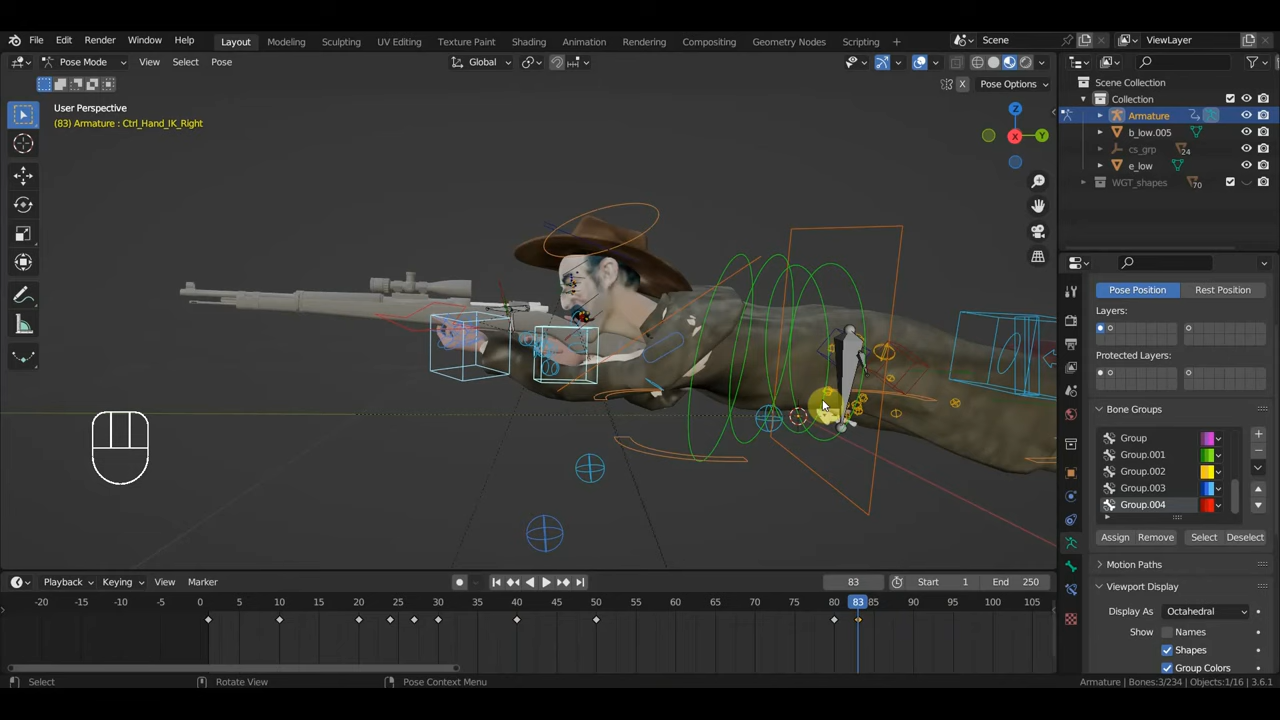 File Edit Render Window Help Layout Modeling Sculpting UV Editing Texture Paint Shading Animation Rendering Compositing Geometry Nodes Scripting + Scene ViewLayer
Pose Mode View Select Pose Global
X Pose Options
User Perspective
(83) Armature : Ctrl_Hand_IK_Right
Z
Y
X
Scene Collection
Collection
Armature
b_low.005
cs_grp 24
e_low
WGT_shapes 70
Pose Position Rest Position
Layers:
Protected Layers:
Bone Groups
Group
Group.001
Group.002
Group.003
Group.004
Assign Remove Select Deselect
Motion Paths
Viewport Display
Display As Octahedral
Show Names
Shapes
Group Colors
Playback Keying View Marker 83 Start 1 End 250
-20 -15 -10 -5 0 5 10 15 20 25 30 35 40 45 50 55 60 65 70 75 80 83 85 90 95 100 105
Select Rotate View Pose Context Menu Armature | Bones:3/234 | Objects:1/16 | 3.6.1